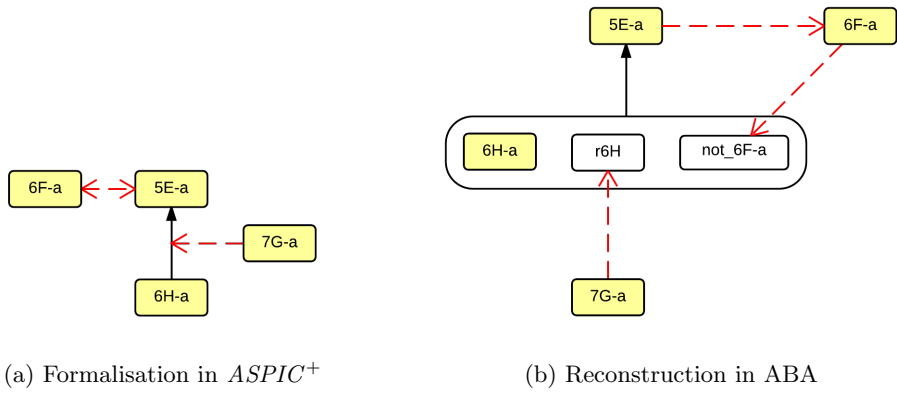 5E-a 6F-a
6H-a r6H not_6F-a
6F-a 5E-a
7G-a
6H-a 7G-a
(a) Formalisation in ASPIC+ (b) Reconstruction in ABA